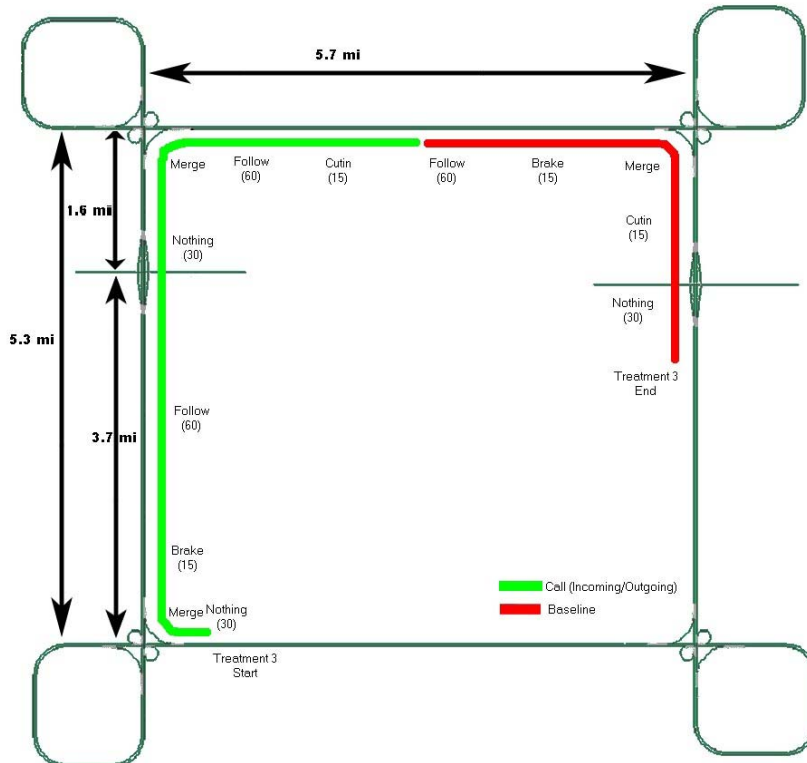 5.7 mi
Merge
Follow
(60)
Cutin
(15)
Follow
(60)
Brake
(15)
Merge
1.6 mi
Cutin
(15)
Nothing
(30)
Nothing
(30)
5.3 mi
Treatment 3
End
Follow
(60)
3.7 mi
Brake
(15)
Call (Incoming/Outgoing)
Baseline
Merge
Nothing
(30)
Treatment 3
Start